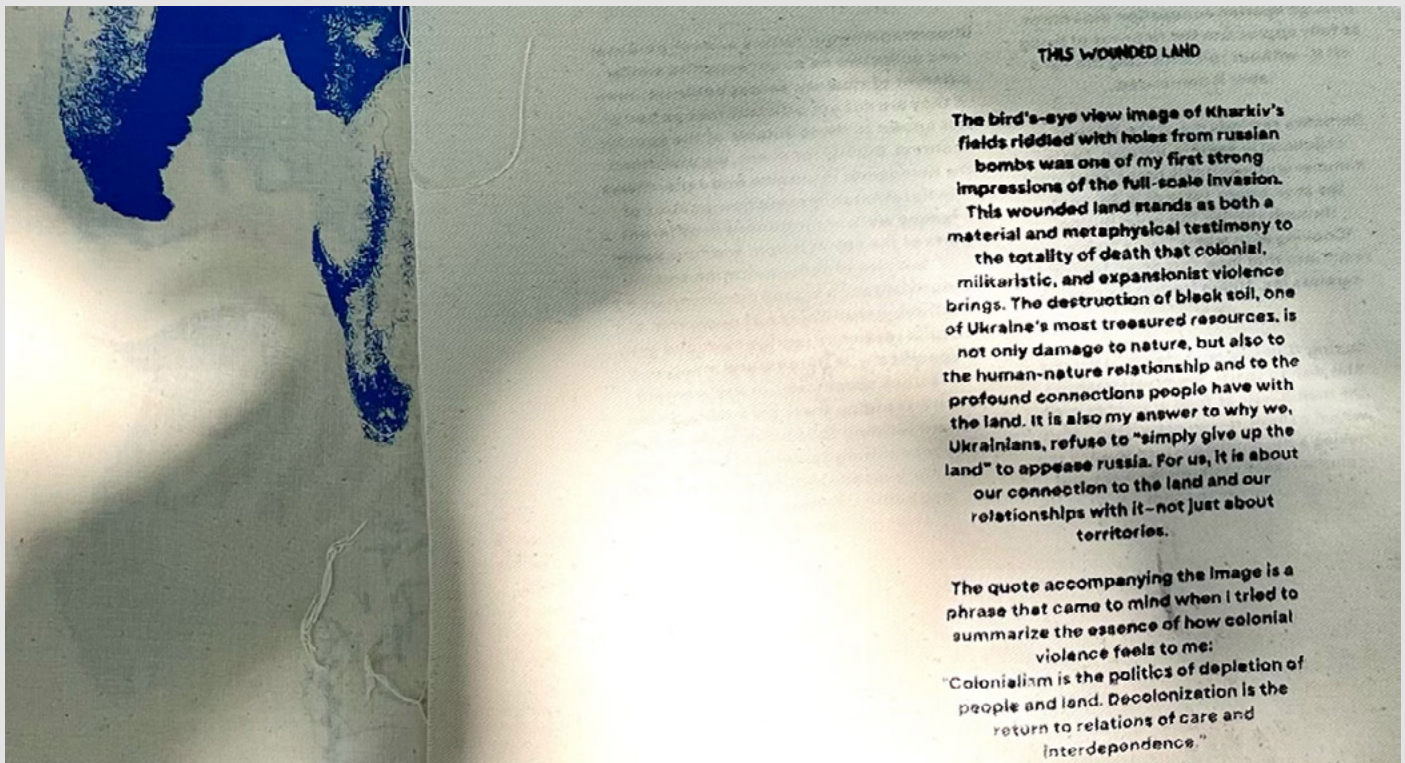 THIS WOUNDED LAND
The bird's-eye view image of Kharkiv's
fields riddled with holes from russian
bombs was one of my first strong
impressions of the full-scale invasion.
This wounded land stands as both a
material and metaphysical testimony to
the totality of death that colonial,
militaristic, and expansionist violence
brings. The destruction of black soil, one
of Ukraine's most treasured resources, is
not only damage to nature, but also to
the human-nature relationship and to the
profound connections people have with
the land. It is also my answer to why we,
Ukrainians, refuse to "simply give up the
land" to appease russia. For us, it is about
our connection to the land and our
relationships with it–not just about
territories.
The quote accompanying the image is a
phrase that came to mind when I tried to
summarize the essence of how colonial
violence feels to me:
"Colonialism is the politics of depletion of
people and land. Decolonization is the
return to relations of care and
interdependence."